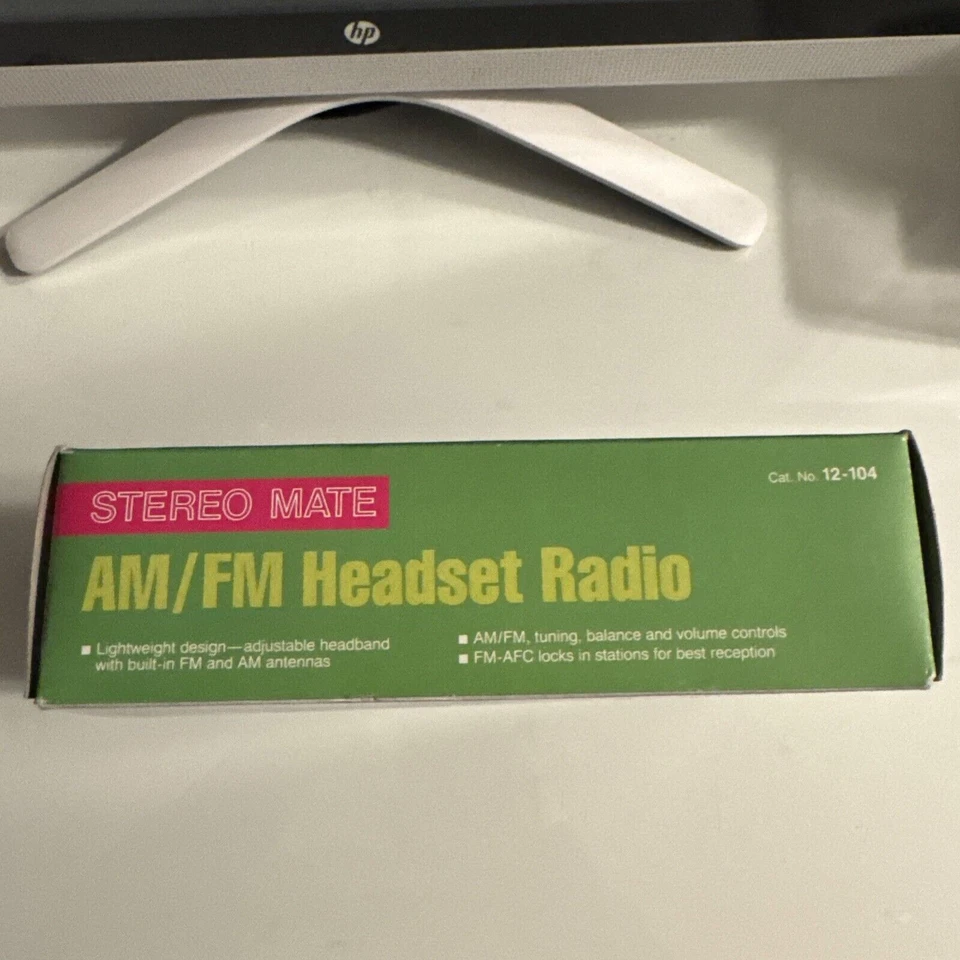 hp
STEREO MATE
Cat. No. 12-104
AM/FM Headset Radio
■ Lightweight design—adjustable headband
with built-in FM and AM antennas
■ AM/FM, tuning, balance and volume controls
■ FM-AFC locks in stations for best reception